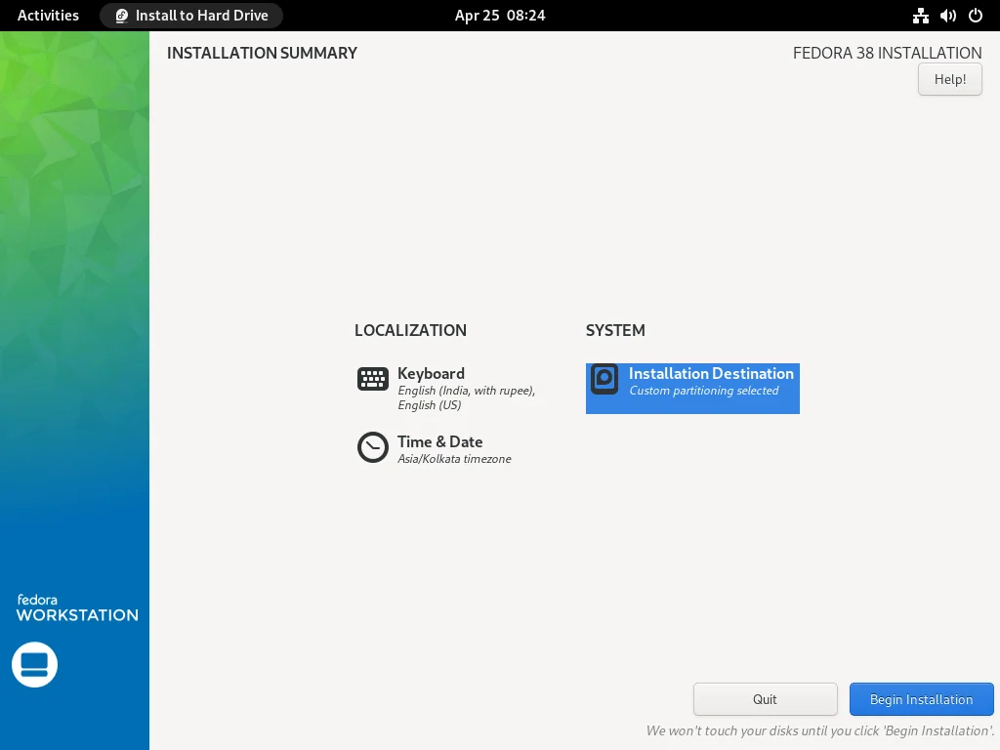 Activities Install to Hard Drive Apr 25 08:24
INSTALLATION SUMMARY FEDORA 38 INSTALLATION
Help!
LOCALIZATION SYSTEM
Keyboard
English (India, with rupee),
English (US)
Installation Destination
Custom partitioning selected
Time & Date
Asia/Kolkata timezone
fedora
WORKSTATION
Quit Begin Installation
We won't touch your disks until you click 'Begin Installation'.